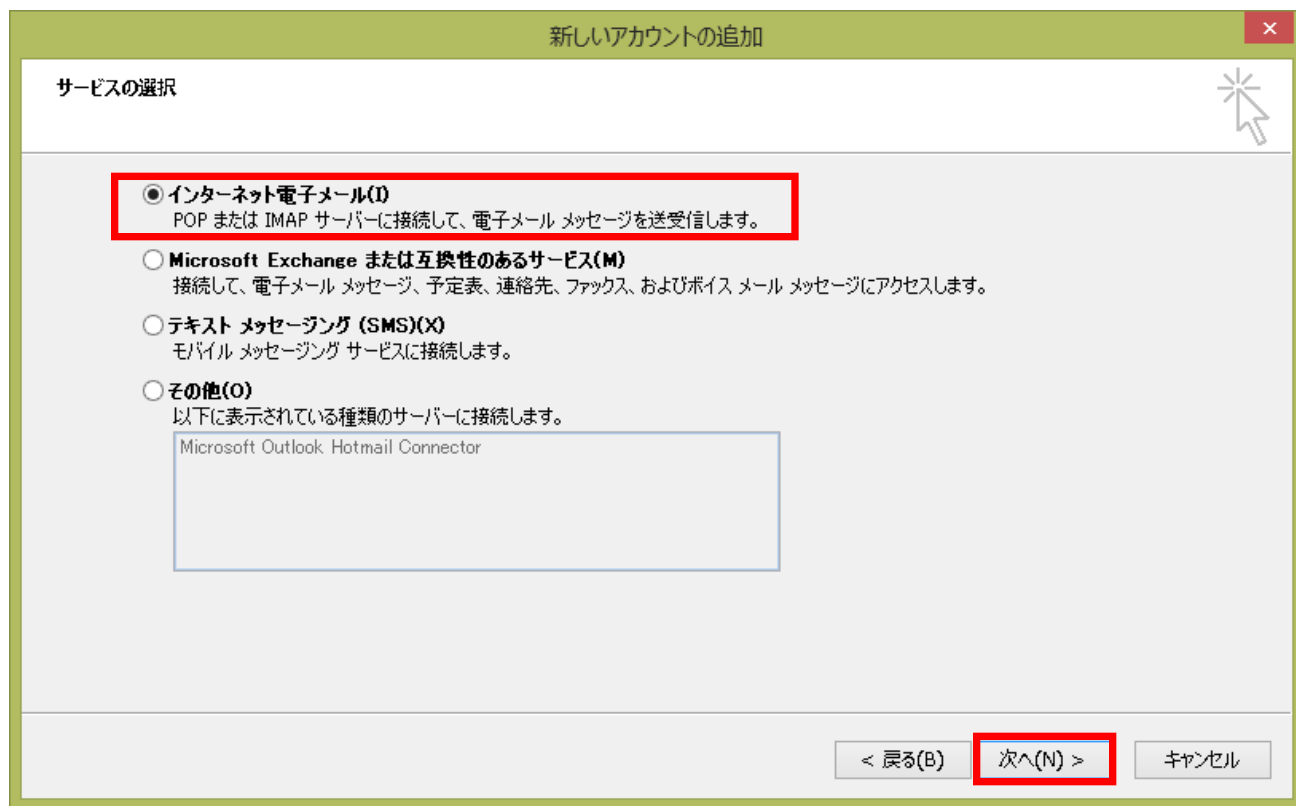 新しいアカウントの追加
サービスの選択
インターネット電子メール(I)
POP または IMAP サーバーに接続して、電子メール メッセージを送受信します。
Microsoft Exchange または互換性のあるサービス(M)
接続して、電子メール メッセージ、予定表、連絡先、ファックス、およびボイス メール メッセージにアクセスします。
テキスト メッセージング (SMS)(X)
モバイル メッセージング サービスに接続します。
その他(O)
以下に表示されている種類のサーバーに接続します。
Microsoft Outlook Hotmail Connector
< 戻る(B) 次へ(N) > キャンセル